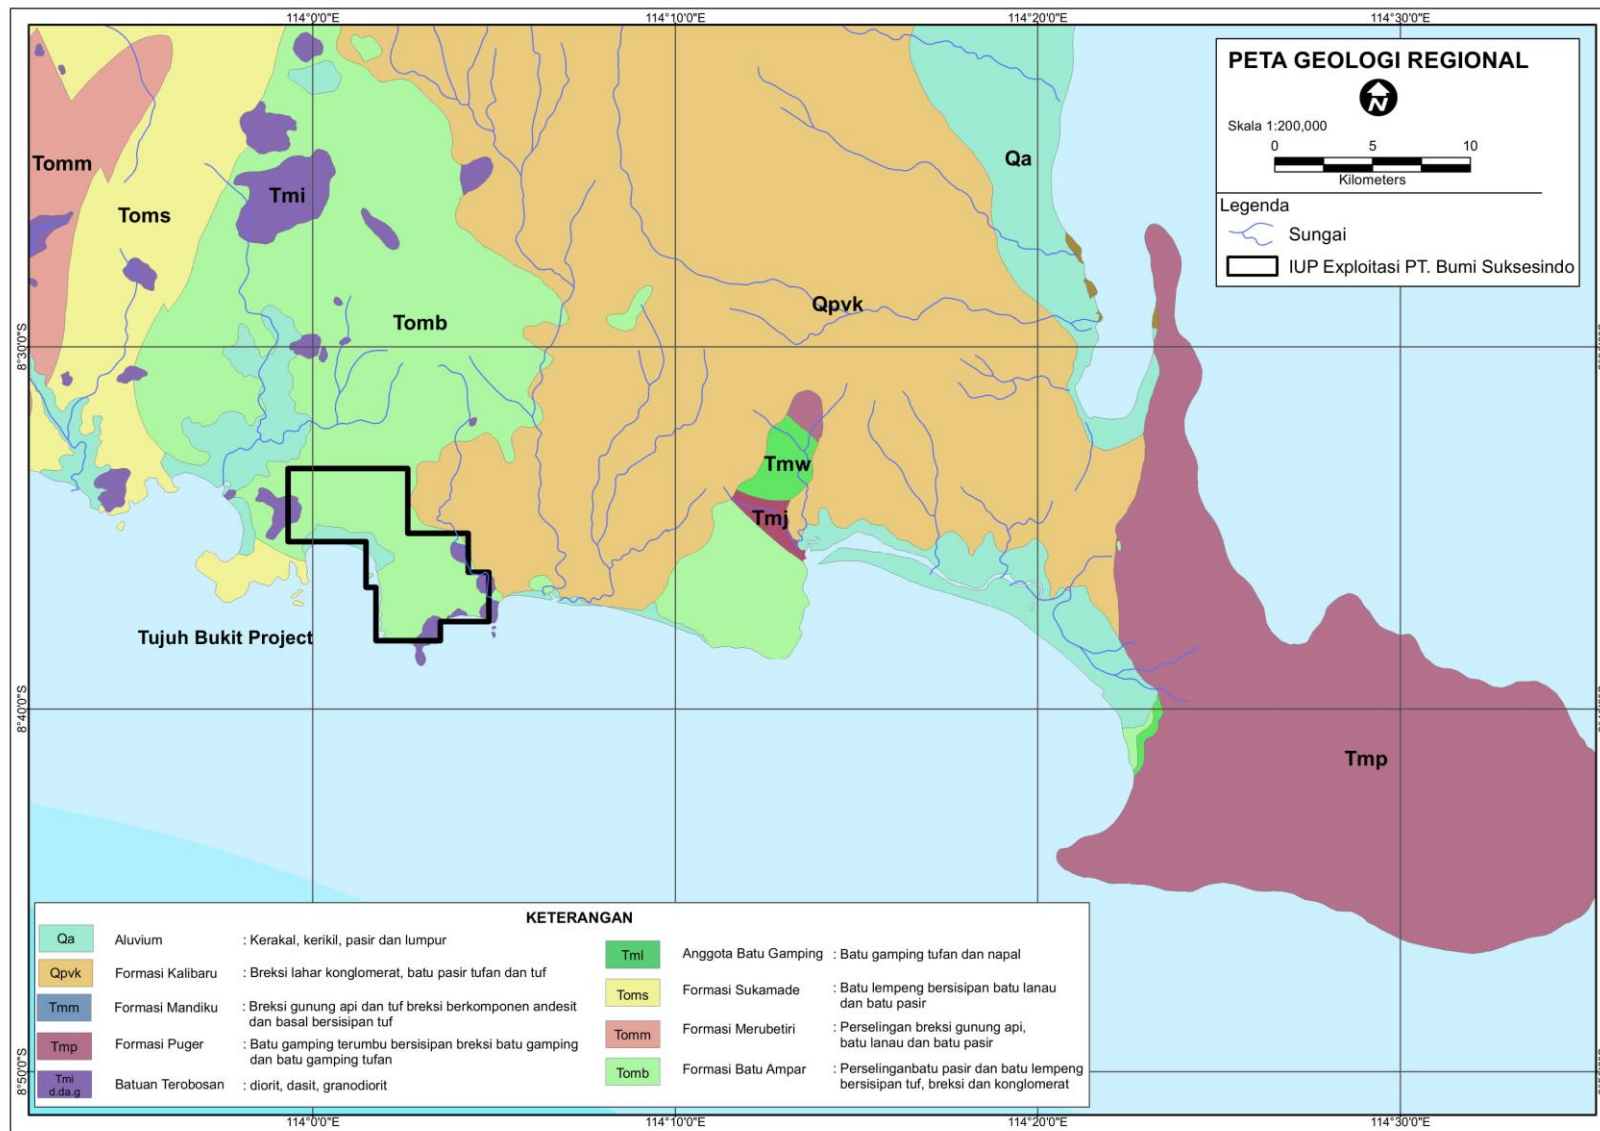 114°0'0"E
114°10'0"E
114°20'0"E
114°30'0"E
PETA GEOLOGI REGIONAL
N
Skala 1:200,000
0 5 10
Kilometers
Legenda
Sungai
IUP Exploitasi PT. Bumi Suksesindo
Tomm
Toms
Tmi
Qa
Tomb
Qpvk
8°30'0"S
Tmw
Tmj
Tujuh Bukit Project
8°40'0"S
Tmp
KETERANGAN
Qa Aluvium : Kerakal, kerikil, pasir dan lumpur
Qpvk Formasi Kalibaru : Breksi lahar konglomerat, batu pasir tufan dan tuf
Tmm Formasi Mandiku : Breksi gunung api dan tuf breksi berkomponen andesit
dan basal bersisipan tuf
Tmp Formasi Puger : Batu gamping terumbu bersisipan breksi batu gamping
dan batu gamping tufan
Tmi
d.da.g Batuan Terobosan : diorit, dasit, granodiorit
Tml Anggota Batu Gamping : Batu gamping tufan dan napal
Toms Formasi Sukamade : Batu lempeng bersisipan batu lanau
dan batu pasir
Tomm Formasi Merubetiri : Perselingan breksi gunung api,
batu lanau dan batu pasir
Tomb Formasi Batu Ampar : Perselinganbatu pasir dan batu lempeng
bersisipan tuf, breksi dan konglomerat
8°50'0"S
114°0'0"E
114°10'0"E
114°20'0"E
114°30'0"E